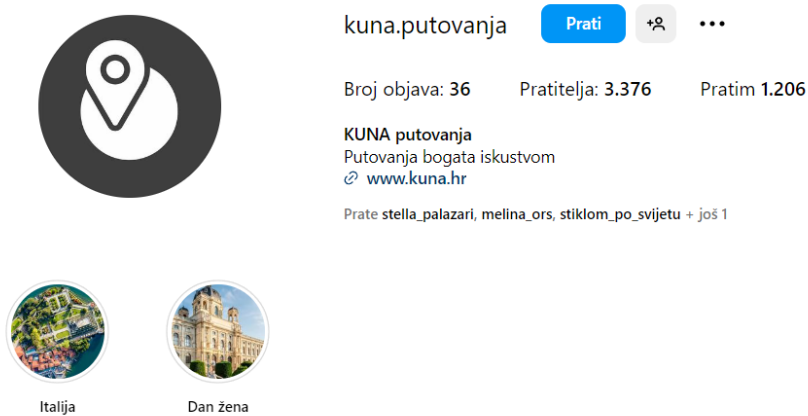 kuna.putovanja Prati
Broj objava: 36 Pratitelja: 3.376 Pratim 1.206
KUNA putovanja
Putovanja bogata iskustvom
www.kuna.hr
Prate stella_palazari, melina_ors, stiklom_po_svijetu + još 1
Italija Dan žena